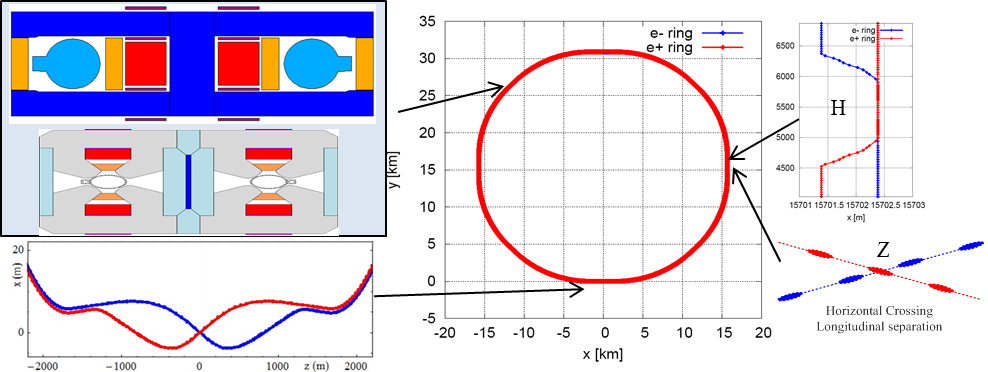 e- ring
e+ ring
35
30
25
20
15
10
5
0
-5
y [km]
-20
-15
-10
-5
0
5
10
15
20
x [km]
e- ring
e+ ring
6500
6000
5500
5000
4500
15701
15701.5
15702
15702.5
15703
x [m]
H
Z
Horizontal Crossing
Longitudinal separation
x (m)
20
0
−2000
−1000
0
1000
2000
z (m)